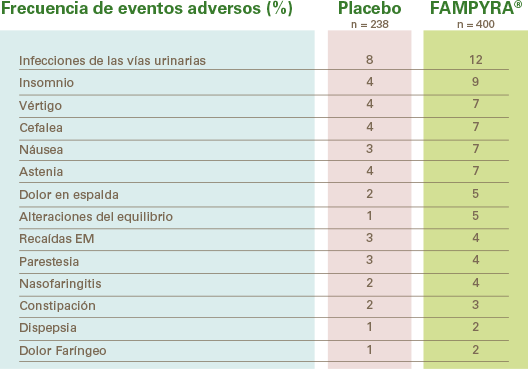 Frecuencia de eventos adversos (%) Placebo FAMPYRA®
n = 238 n = 400
Infecciones de las vías urinarias 8 12
Insomnio 4 9
Vértigo 4 7
Cefalea 4 7
Náusea 3 7
Astenia 4 7
Dolor en espalda 2 5
Alteraciones del equilibrio 1 5
Recaídas EM 3 4
Parestesia 3 4
Nasofaringitis 2 4
Constipación 2 3
Dispepsia 1 2
Dolor Faríngeo 1 2